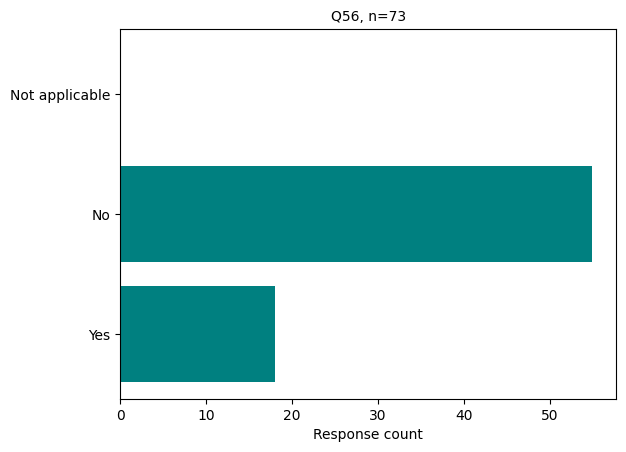 Q56, n=73
Not applicable
No
Yes
0 10 20 30 40 50
Response count